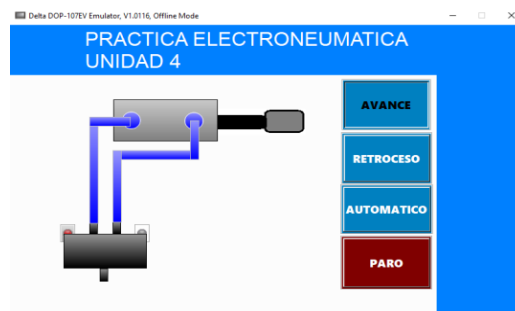 Delta DOP-107EV Emulator, V1.0116, Offline Mode
PRACTICA ELECTRONEUMATICA
UNIDAD 4
AVANCE
RETROCESO
AUTOMATICO
PARO